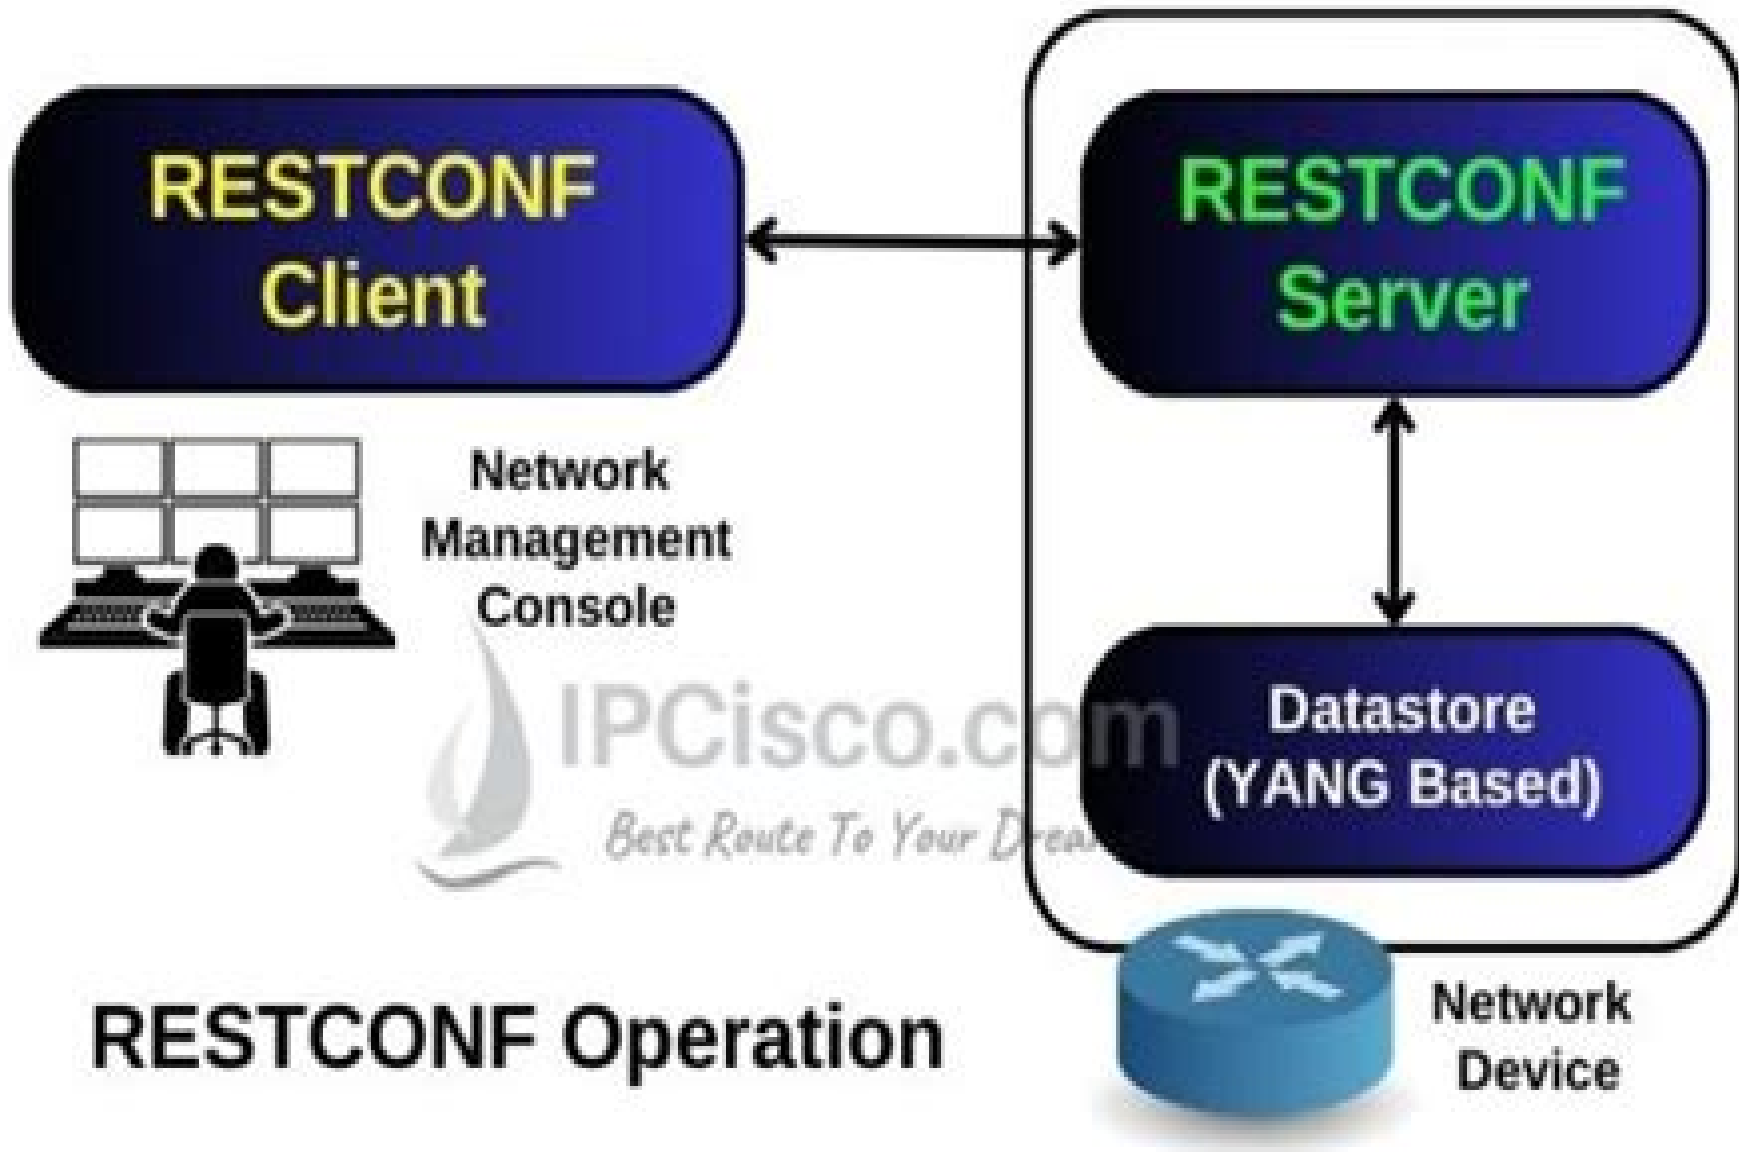 RESTCONF
Client
RESTCONF
Server
Network
Management
Console
IPCisco.com
Best Route To Your
Datastore
(YANG Based)
RESTCONF Operation
Network
Device